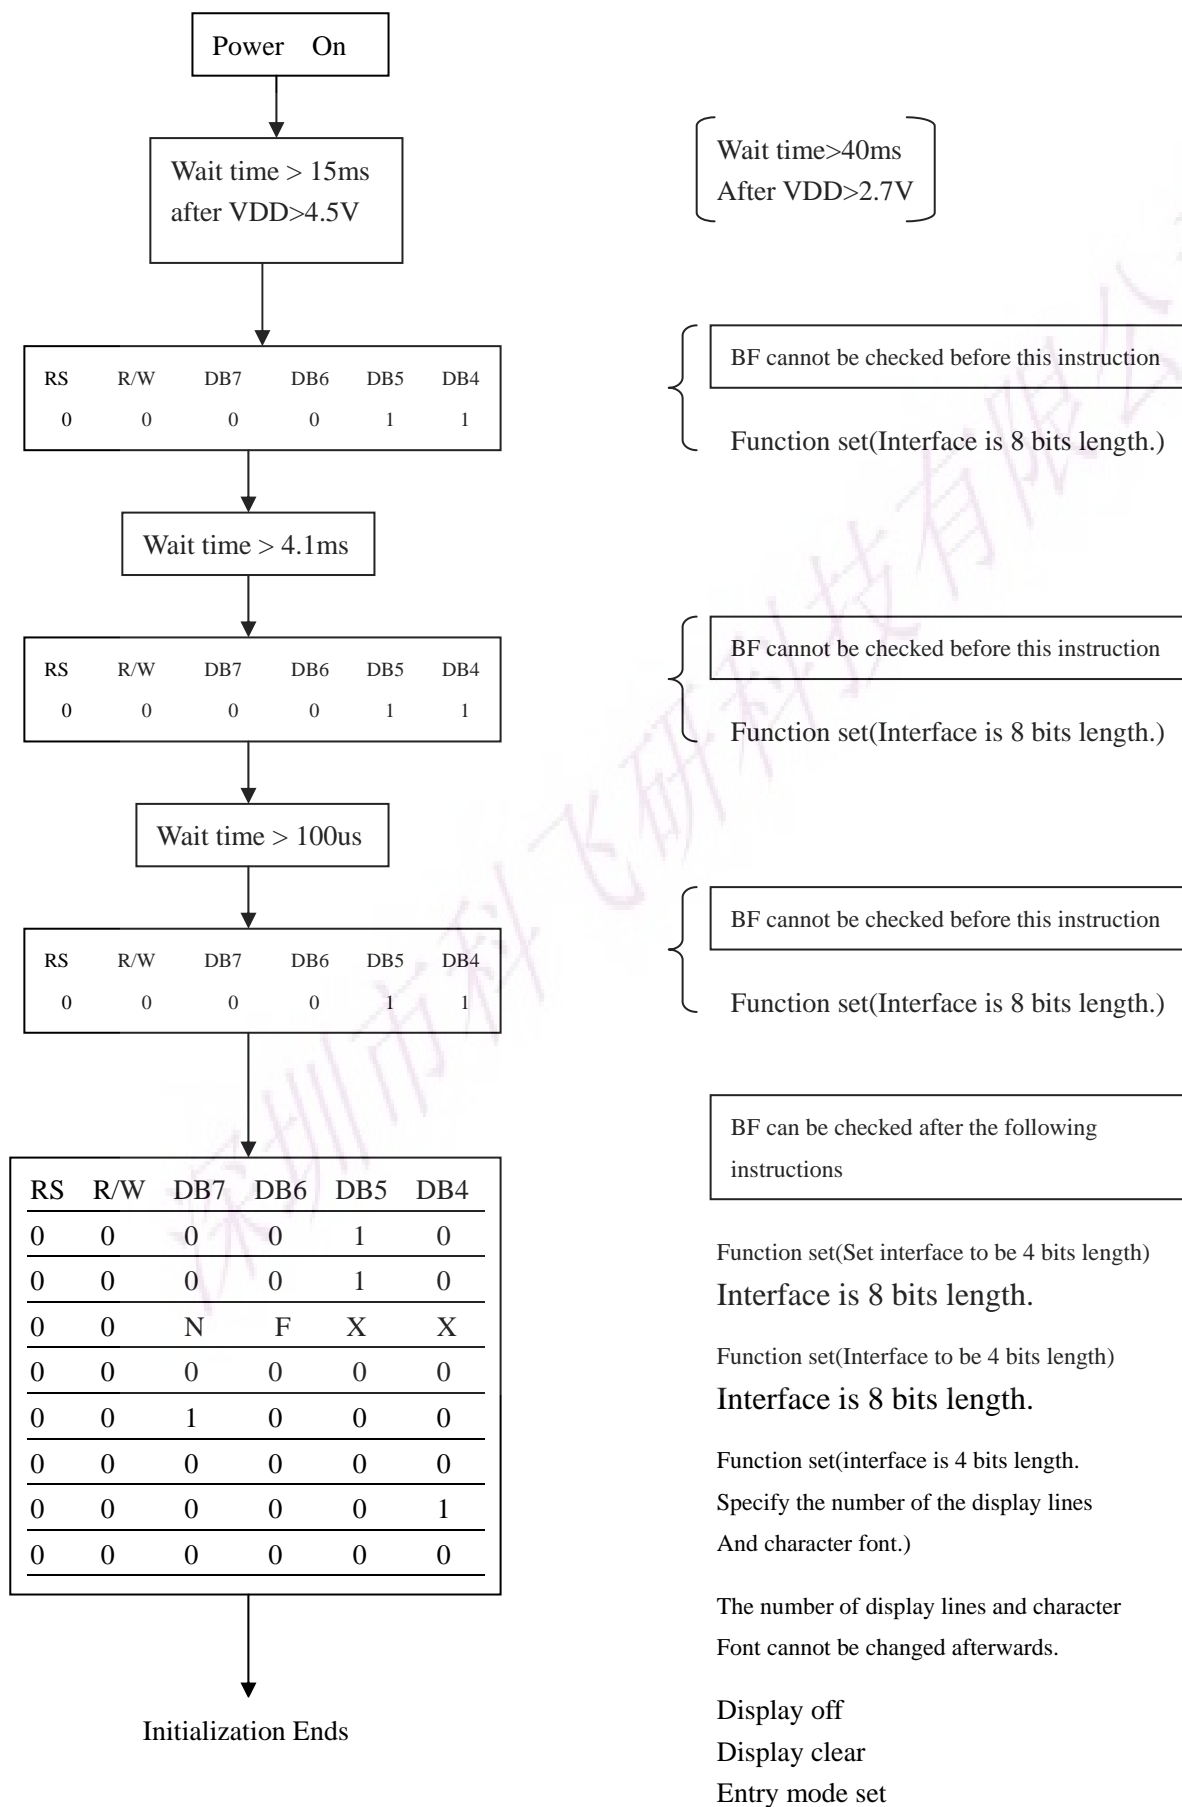 Power On
Wait time > 15ms
after VDD>4.5V
Wait time>40ms
After VDD>2.7V
RS R/W DB7 DB6 DB5 DB4
0 0 0 0 1 1
BF cannot be checked before this instruction
Function set(Interface is 8 bits length.)
Wait time > 4.1ms
RS R/W DB7 DB6 DB5 DB4
0 0 0 0 1 1
BF cannot be checked before this instruction
Function set(Interface is 8 bits length.)
Wait time > 100us
RS R/W DB7 DB6 DB5 DB4
0 0 0 0 1 1
BF cannot be checked before this instruction
Function set(Interface is 8 bits length.)
RS R/W DB7 DB6 DB5 DB4
0 0 0 0 1 0
0 0 0 0 1 0
0 0 N F X X
0 0 0 0 0 0
0 0 1 0 0 0
0 0 0 0 0 0
0 0 0 0 0 1
0 0 0 0 0 0
Initialization Ends
BF can be checked after the following
instructions
Function set(Set interface to be 4 bits length)
Interface is 8 bits length.
Function set(Interface to be 4 bits length)
Interface is 8 bits length.
Function set(interface is 4 bits length.
Specify the number of the display lines
And character font.)
The number of display lines and character
Font cannot be changed afterwards.
Display off
Display clear
Entry mode set
深圳市科飞研科技有限公